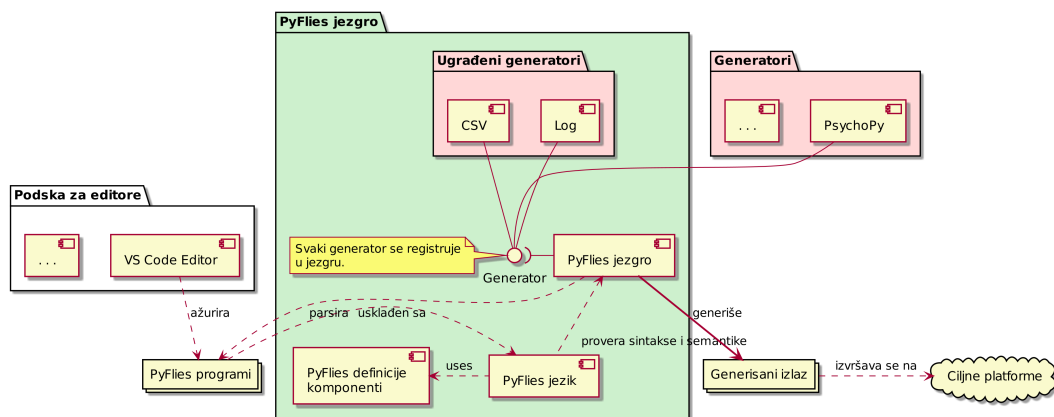 PyFlies jezgro
Ugrađeni generatori
Generatori
CSV
Log
. . .
PsychoPy
Podska za editore
. . .
VS Code Editor
Svaki generator se registruje
u jezgru.
Generator
PyFlies jezgro
ažurira
parsira
usklađen sa
generiše
provera sintakse i semantike
PyFlies programi
PyFlies definicije
komponenti
uses
PyFlies jezik
Generisani izlaz
izvršava se na
Ciljne platforme